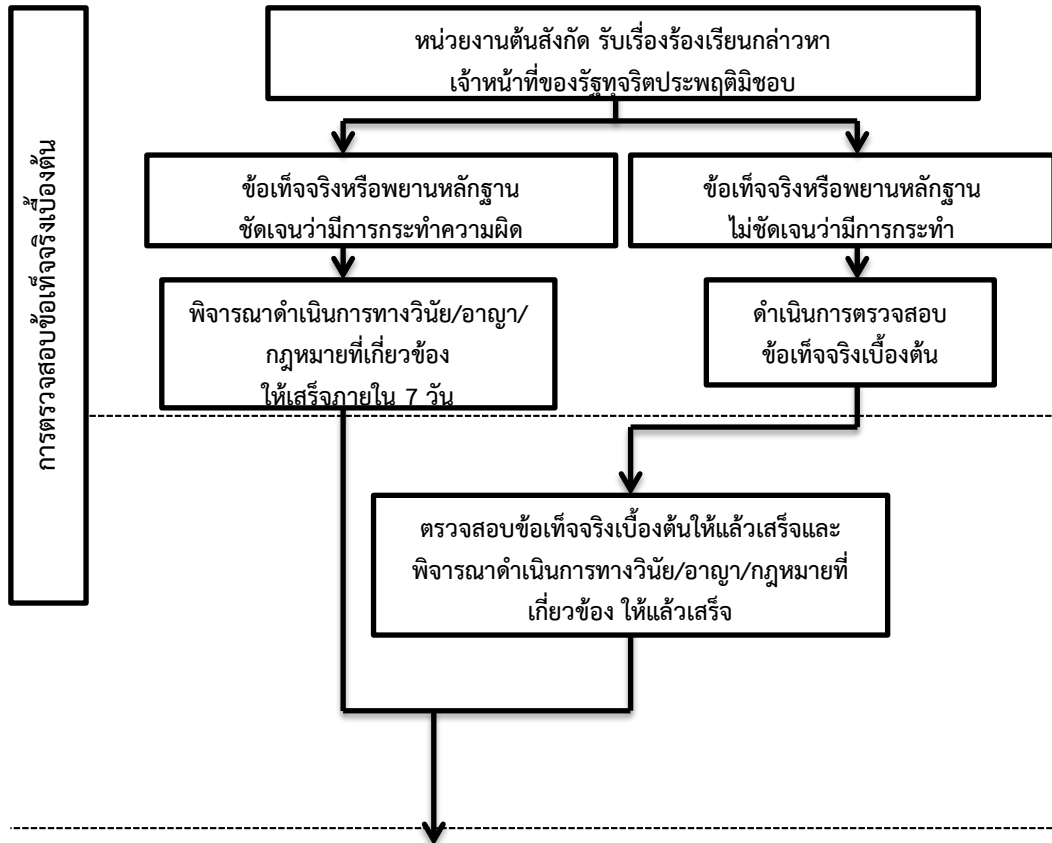 การตรวจสอบข้อเท็จจริงเบื้องต้น
หน่วยงานต้นสังกัด รับเรื่องร้องเรียนกล่าวหา
เจ้าหน้าที่ของรัฐทุจริตประพฤติมิชอบ
ข้อเท็จจริงหรือพยานหลักฐาน
ชัดเจนว่ามีการกระทำความผิด
ข้อเท็จจริงหรือพยานหลักฐาน
ไม่ชัดเจนว่ามีการกระทำ
พิจารณาดำเนินการทางวินัย/อาญา/
กฎหมายที่เกี่ยวข้อง
ให้เสร็จภายใน 7 วัน
ดำเนินการตรวจสอบ
ข้อเท็จจริงเบื้องต้น
ตรวจสอบข้อเท็จจริงเบื้องต้นให้แล้วเสร็จและ
พิจารณาดำเนินการทางวินัย/อาญา/กฎหมายที่
เกี่ยวข้อง ให้แล้วเสร็จ